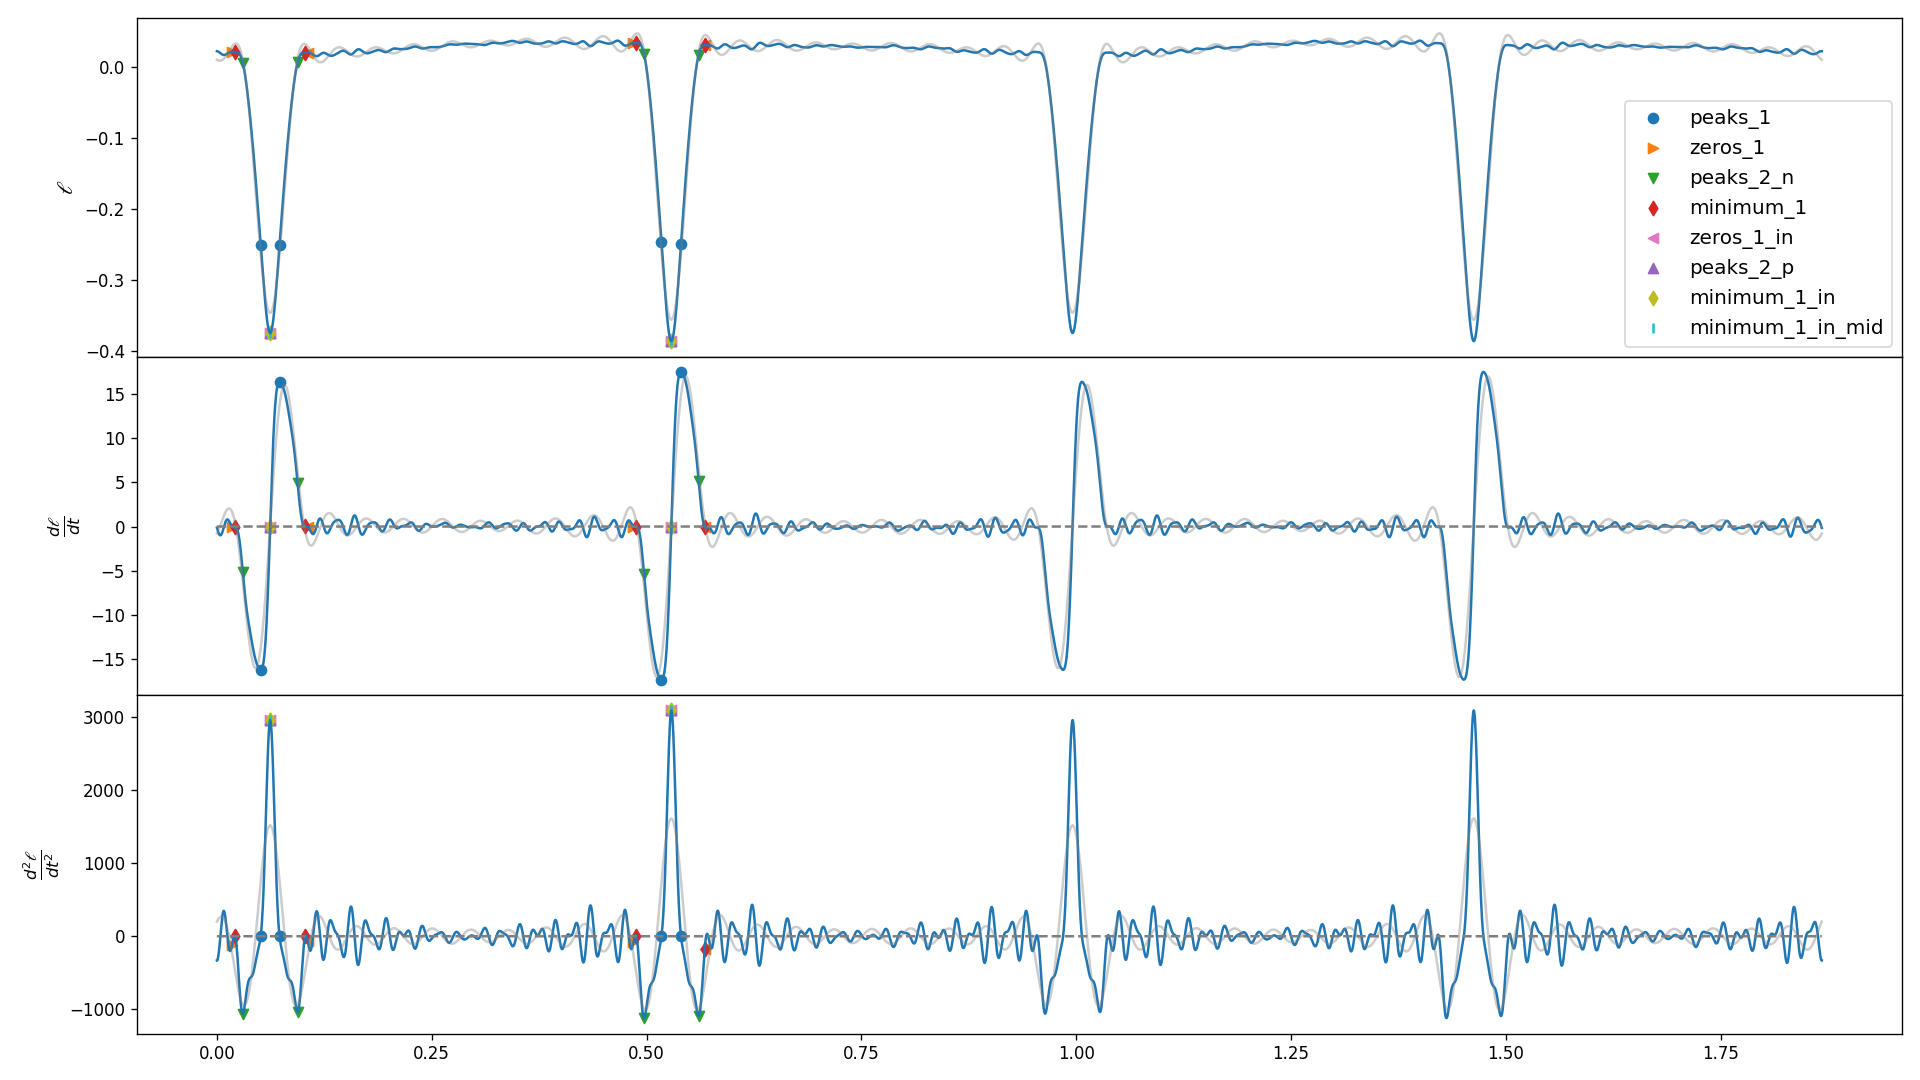 0.0
−0.1
−0.2
−0.3
−0.4
ℓ
peaks_1
zeros_1
peaks_2_n
minimum_1
zeros_1_in
peaks_2_p
minimum_1_in
minimum_1_in_mid
15
10
5
0
−5
−10
−15
dℓ
dt
3000
2000
1000
0
−1000
d²ℓ
dt²
0.00 0.25 0.50 0.75 1.00 1.25 1.50 1.75